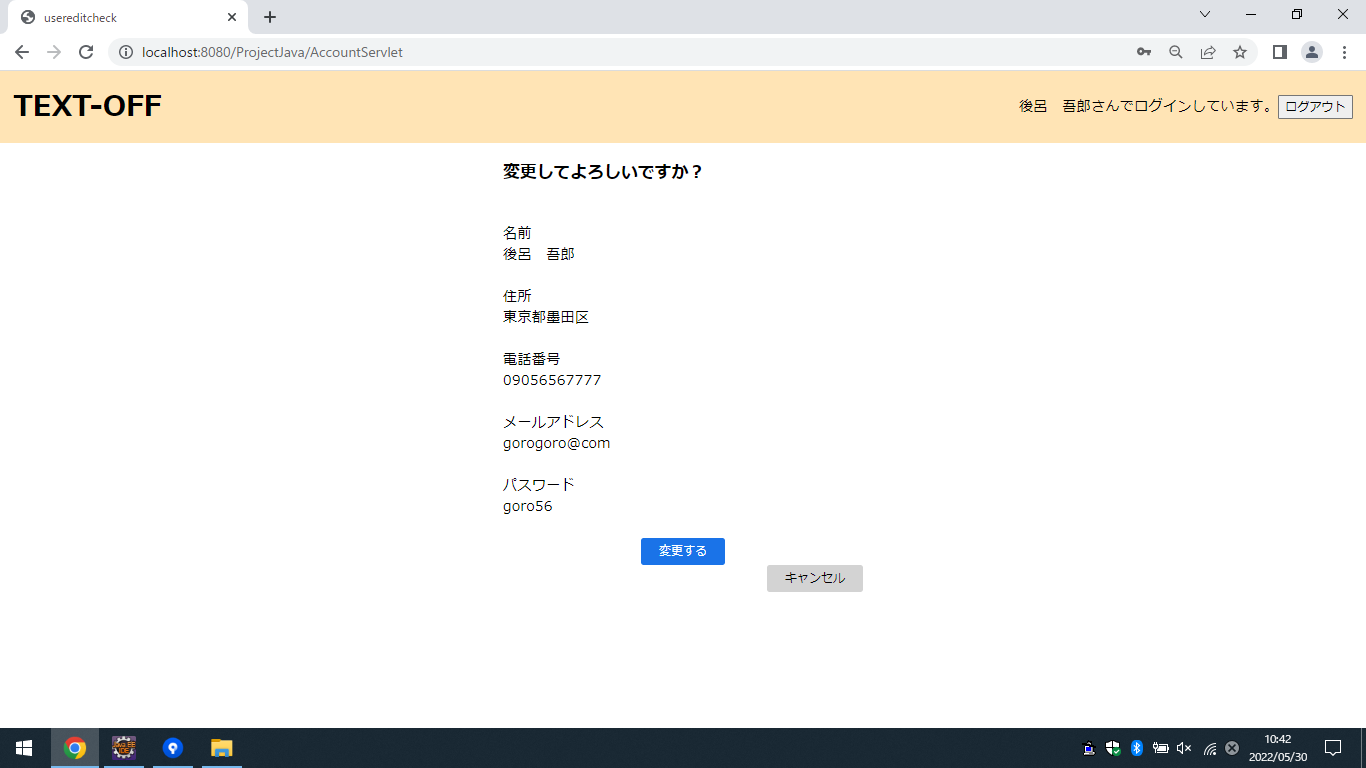 usereditcheck
localhost:8080/ProjectJava/AccountServlet
TEXT-OFF
後呂　吾郎さんでログインしています。 ログアウト
変更してよろしいですか？
名前
後呂　吾郎
住所
東京都墨田区
電話番号
09056567777
メールアドレス
gorogoro@com
パスワード
goro56
変更する
キャンセル
10:42
2022/05/30